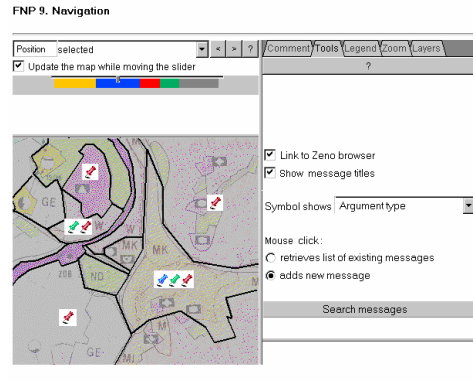 FNP 9. Navigation
Position selected < > ?
Update the map while moving the slider
Comment Tools Legend Zoom Layers
?
Link to Zeno browser
Show message titles
Symbol shows Argument type
Mouse click:
retrieves list of existing messages
adds new message
Search messages
GE
W
W
MK
MK
M
ZOB
ND
GE
MI
M